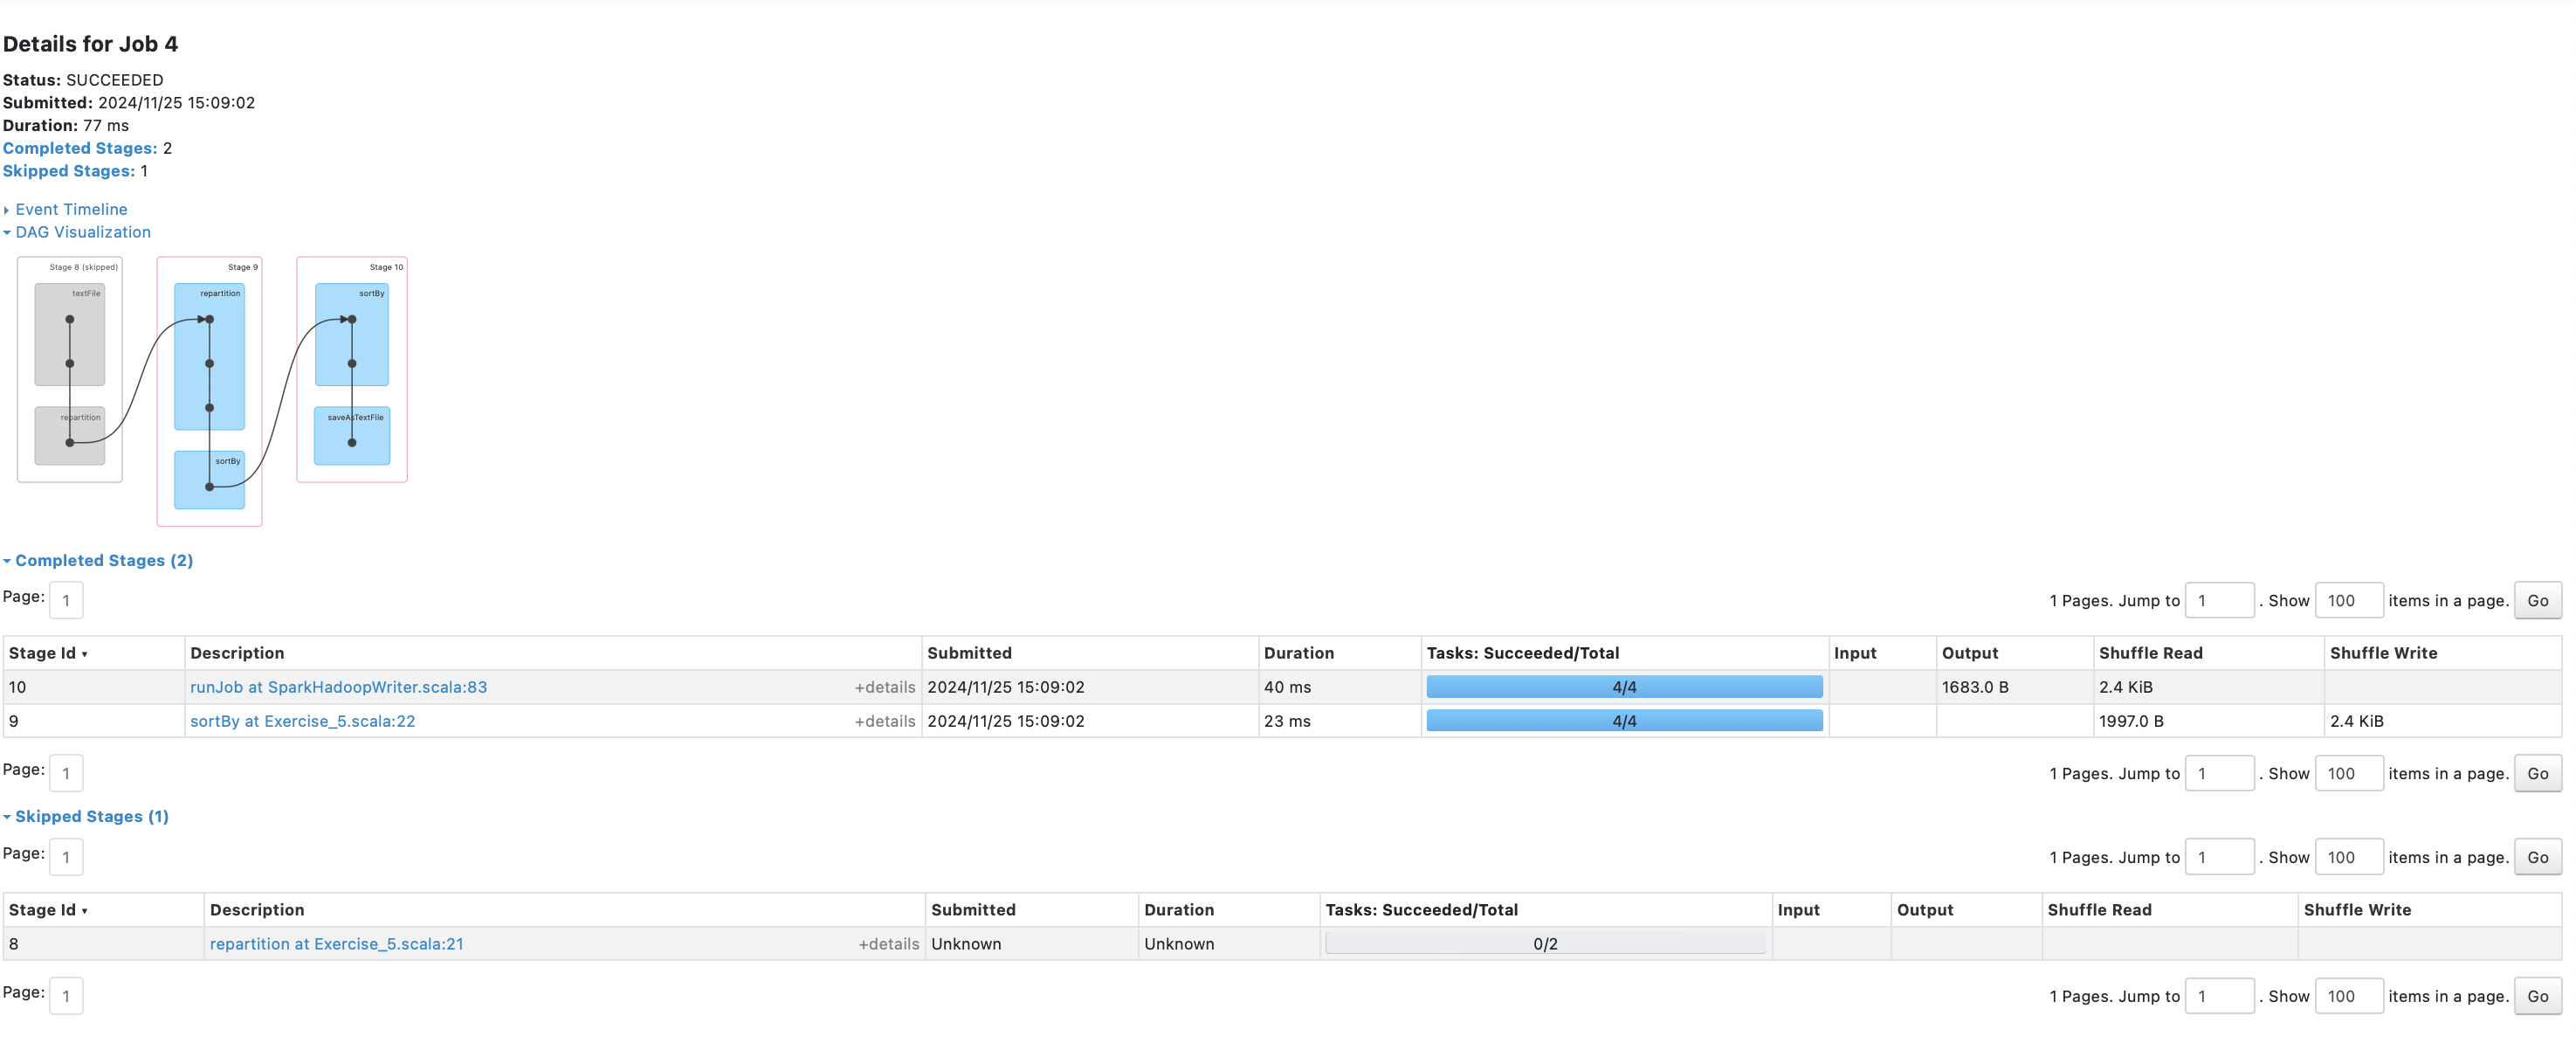 Details for Job 4
Status: SUCCEEDED
Submitted: 2024/11/25 15:09:02
Duration: 77 ms
Completed Stages: 2
Skipped Stages: 1
Event Timeline
DAG Visualization
Stage 8 (skipped)
textFile
repartition
Stage 9
repartition
sortBy
Stage 10
sortBy
saveAsTextFile
Completed Stages (2)
Page: 1 1 Pages. Jump to 1 . Show 100 items in a page. Go
Stage Id ▾ Description Submitted Duration Tasks: Succeeded/Total Input Output Shuffle Read Shuffle Write
10 runJob at SparkHadoopWriter.scala:83 +details 2024/11/25 15:09:02 40 ms 4/4 1683.0 B 2.4 KiB
9 sortBy at Exercise_5.scala:22 +details 2024/11/25 15:09:02 23 ms 4/4 1997.0 B 2.4 KiB
Page: 1 1 Pages. Jump to 1 . Show 100 items in a page. Go
Skipped Stages (1)
Page: 1 1 Pages. Jump to 1 . Show 100 items in a page. Go
Stage Id ▾ Description Submitted Duration Tasks: Succeeded/Total Input Output Shuffle Read Shuffle Write
8 repartition at Exercise_5.scala:21 +details Unknown Unknown 0/2
Page: 1 1 Pages. Jump to 1 . Show 100 items in a page. Go